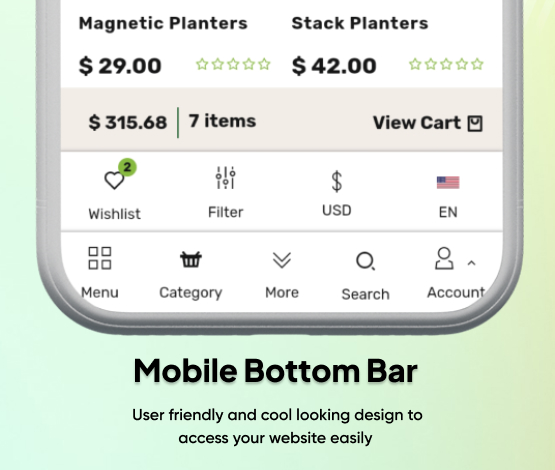 Magnetic Planters Stack Planters
$ 29.00 $ 42.00
$ 315.68 7 items View Cart
2
Wishlist Filter USD EN
Menu Category More Search Account
Mobile Bottom Bar
User friendly and cool looking design to
access your website easily